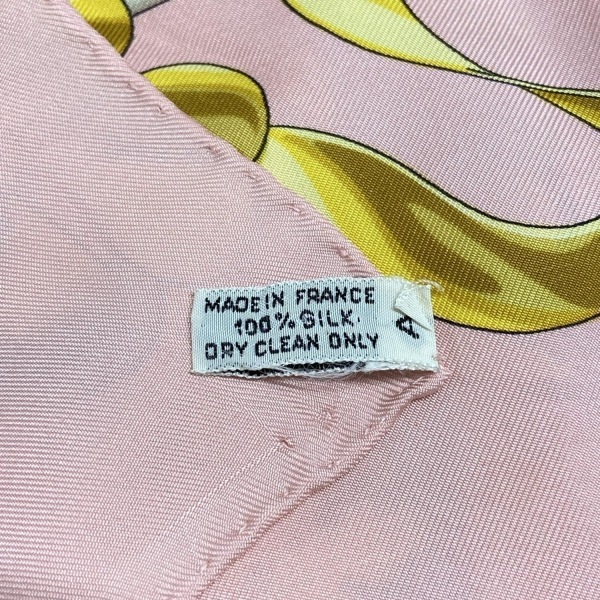 MADE IN FRANCE
100% SILK.
DRY CLEAN ONLY
A